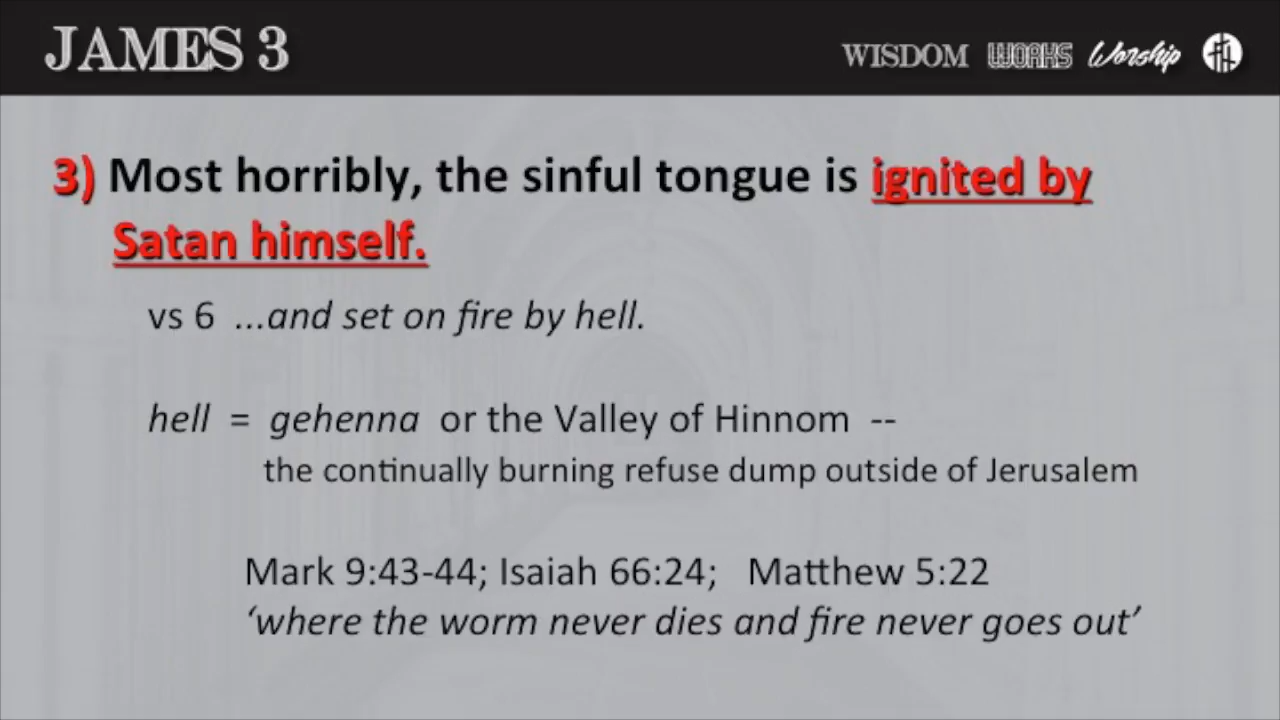 JAMES 3
WISDOM WORKS Worship
3) Most horribly, the sinful tongue is ignited by
Satan himself.
vs 6 ...and set on fire by hell.
hell = gehenna or the Valley of Hinnom --
the continually burning refuse dump outside of Jerusalem
Mark 9:43-44; Isaiah 66:24; Matthew 5:22
‘where the worm never dies and fire never goes out’